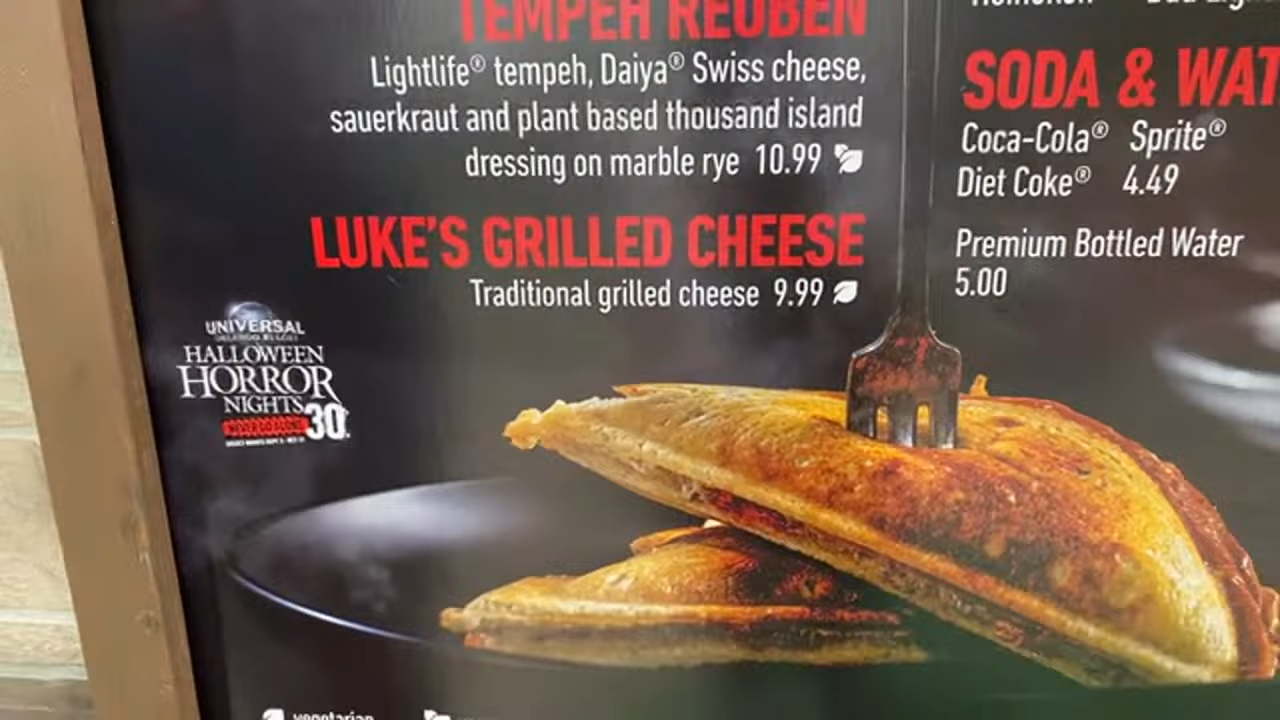 TEMPEH REUBEN
Lightlife® tempeh, Daiya® Swiss cheese,
sauerkraut and plant based thousand island
dressing on marble rye 10.99
LUKE'S GRILLED CHEESE
Traditional grilled cheese 9.99
SODA & WAT
Coca-Cola® Sprite®
Diet Coke® 4.49
Premium Bottled Water
5.00
UNIVERSAL
HALLOWEEN
HORROR
NIGHTS 30
vegetarian